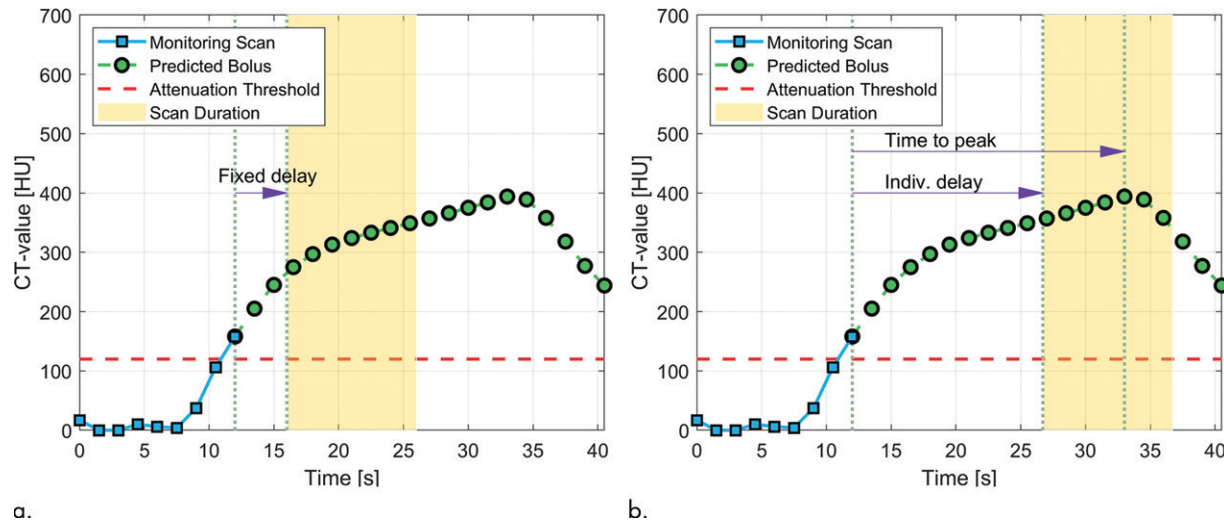 700
600
500
400
300
200
100
0
CT-value [HU]
Monitoring Scan
Predicted Bolus
Attenuation Threshold
Scan Duration
Fixed delay
0 5 10 15 20 25 30 35 40
Time [s]
a.
700
600
500
400
300
200
100
0
CT-value [HU]
Monitoring Scan
Predicted Bolus
Attenuation Threshold
Scan Duration
Time to peak
Indiv. delay
0 5 10 15 20 25 30 35 40
Time [s]
b.